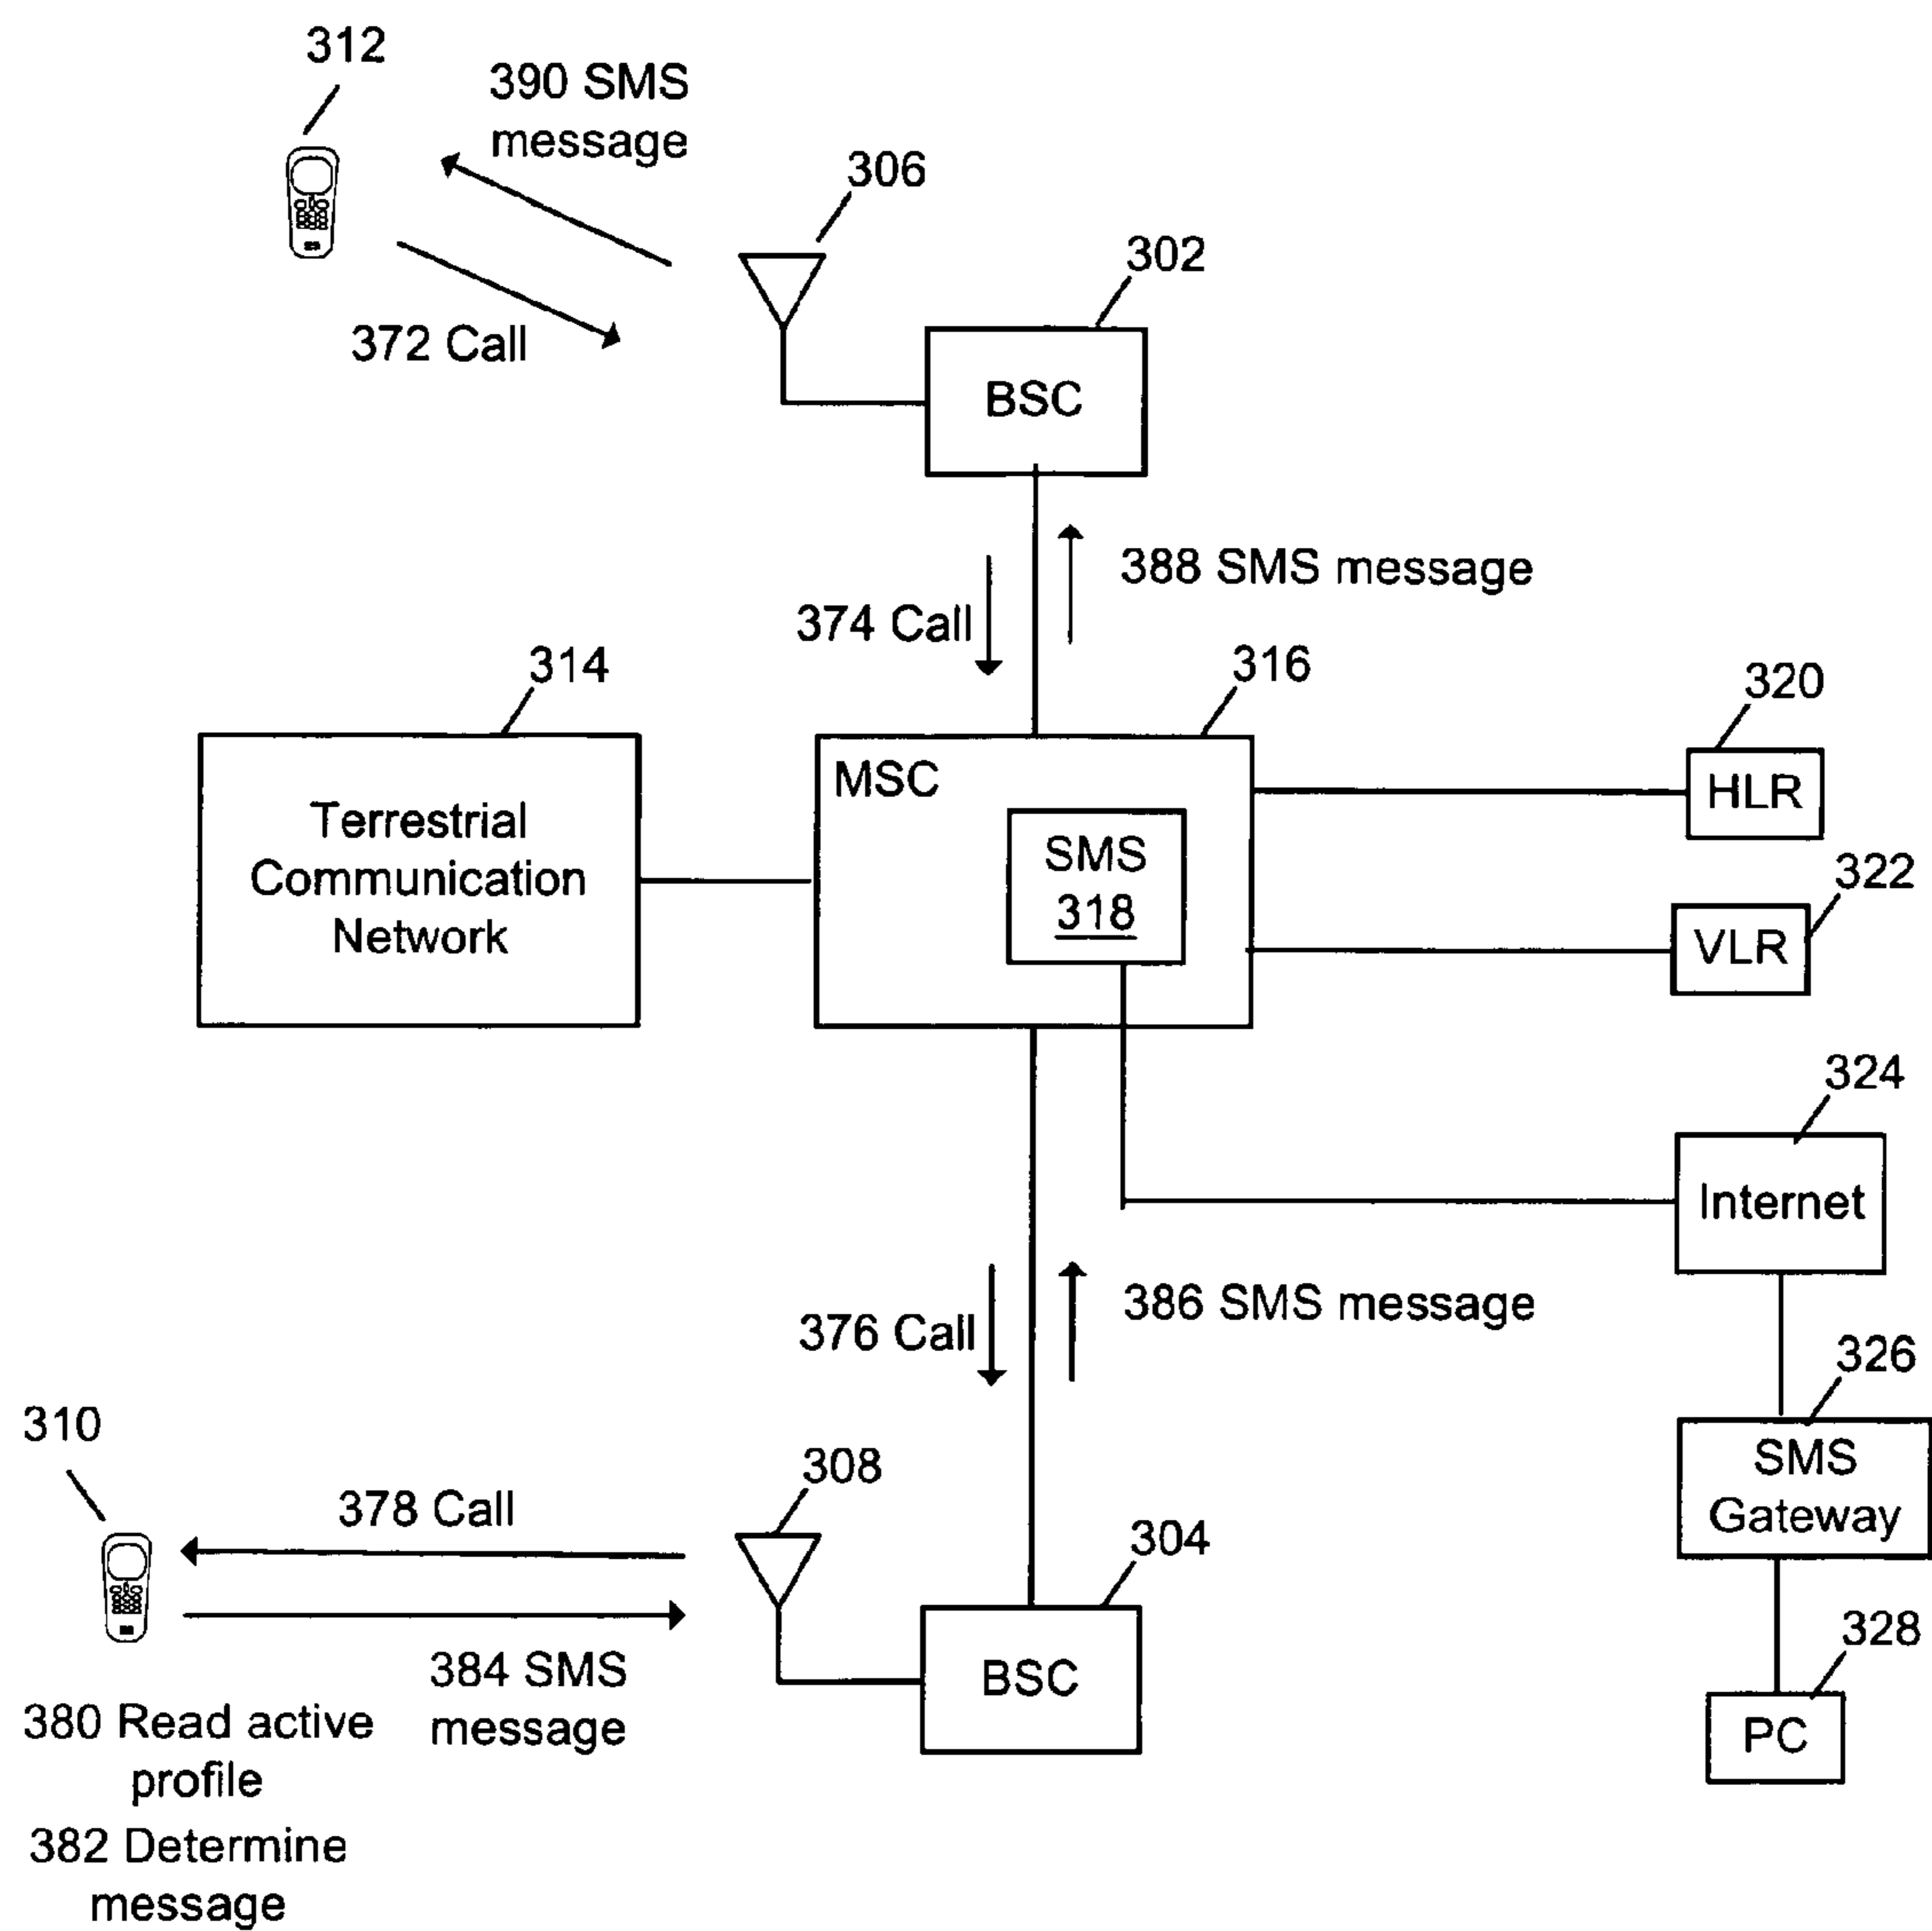 312
390 SMS
message
306
302
372 Call
BSC
388 SMS message
374 Call
314
316
320
MSC
HLR
Terrestrial
Communication
Network
SMS
318
322
VLR
324
Internet
376 Call
386 SMS message
326
310
308
SMS
Gateway
378 Call
304
328
384 SMS
message
BSC
PC
380 Read active
profile
382 Determine
message